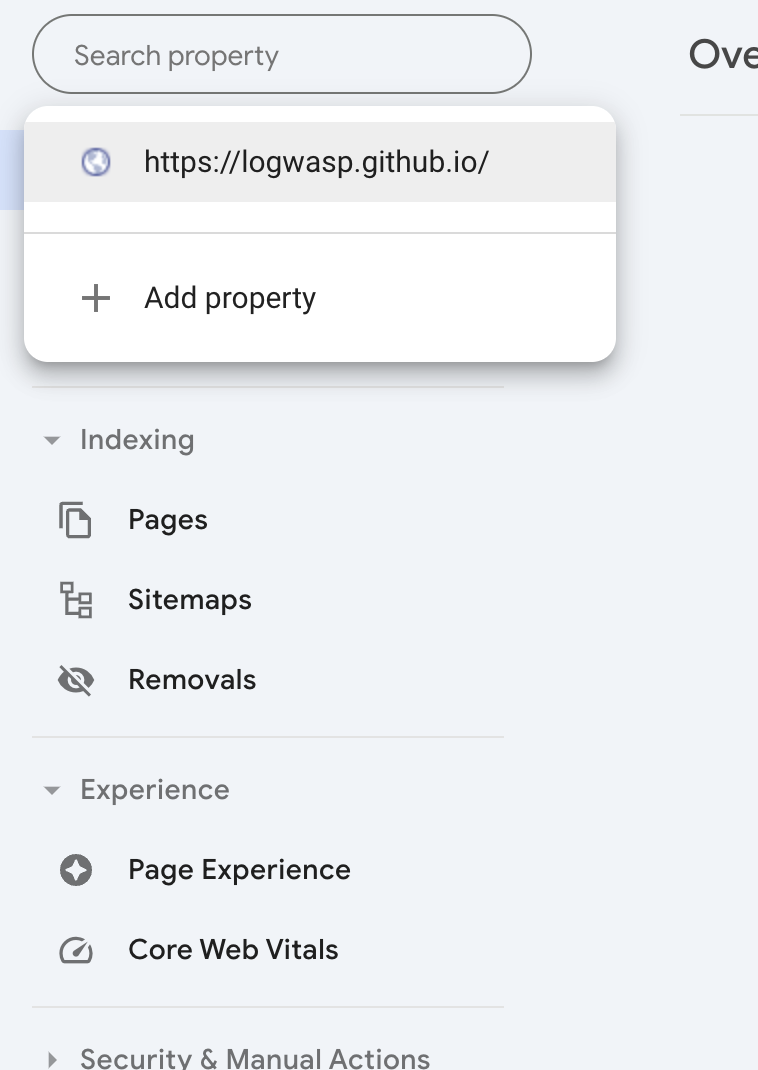 Search property
Ove
https://logwasp.github.io/
Add property
Indexing
Pages
Sitemaps
Removals
Experience
Page Experience
Core Web Vitals
Security & Manual Actions